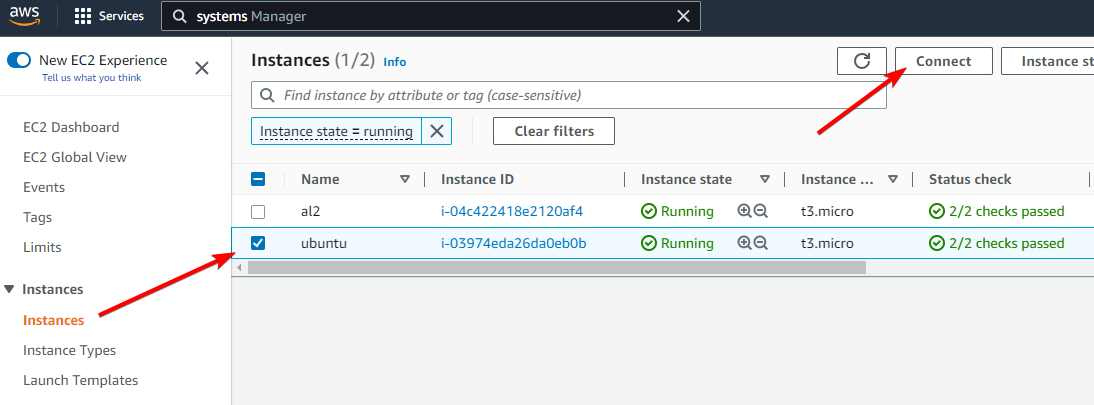 aws
Services
systems Manager
New EC2 Experience
Tell us what you think
EC2 Dashboard
EC2 Global View
Events
Tags
Limits
Instances
Instances
Instance Types
Launch Templates
Instances (1/2) Info
Connect
Instance st
Find instance by attribute or tag (case-sensitive)
Instance state = running
Clear filters
Name Instance ID Instance state Instance ... Status check
al2 i-04c422418e2120af4 Running t3.micro 2/2 checks passed
ubuntu i-03974eda26da0eb0b Running t3.micro 2/2 checks passed